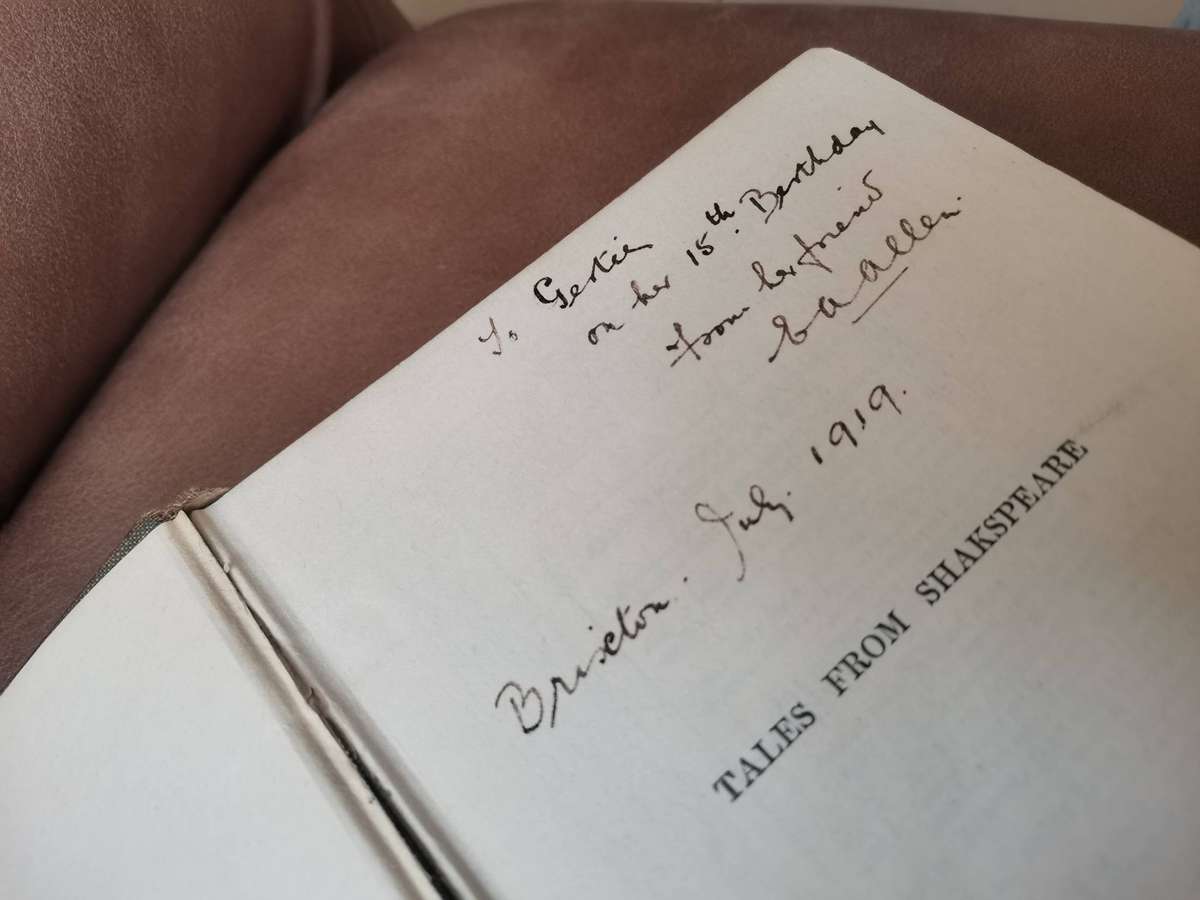 To Gertie
on her 15th. Birthday
from her friend
E A Allen.
Brixton. July. 1919.
TALES FROM SHAKSPEARE